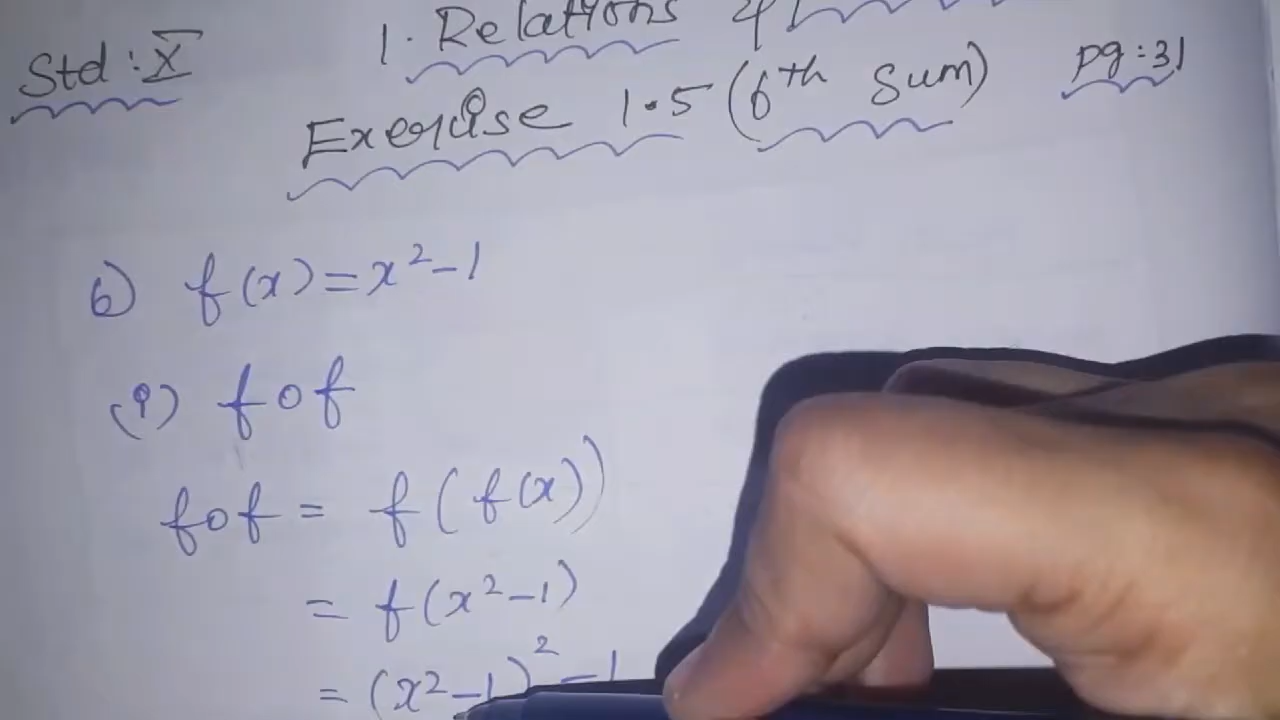 Std : X 1. Relations &
Exercise 1.5 (6th Sum) pg:31
6) f(x) = x² - 1
(i) fof
fof = f(f(x))
= f(x² - 1)
= (x² - 1)² - 1